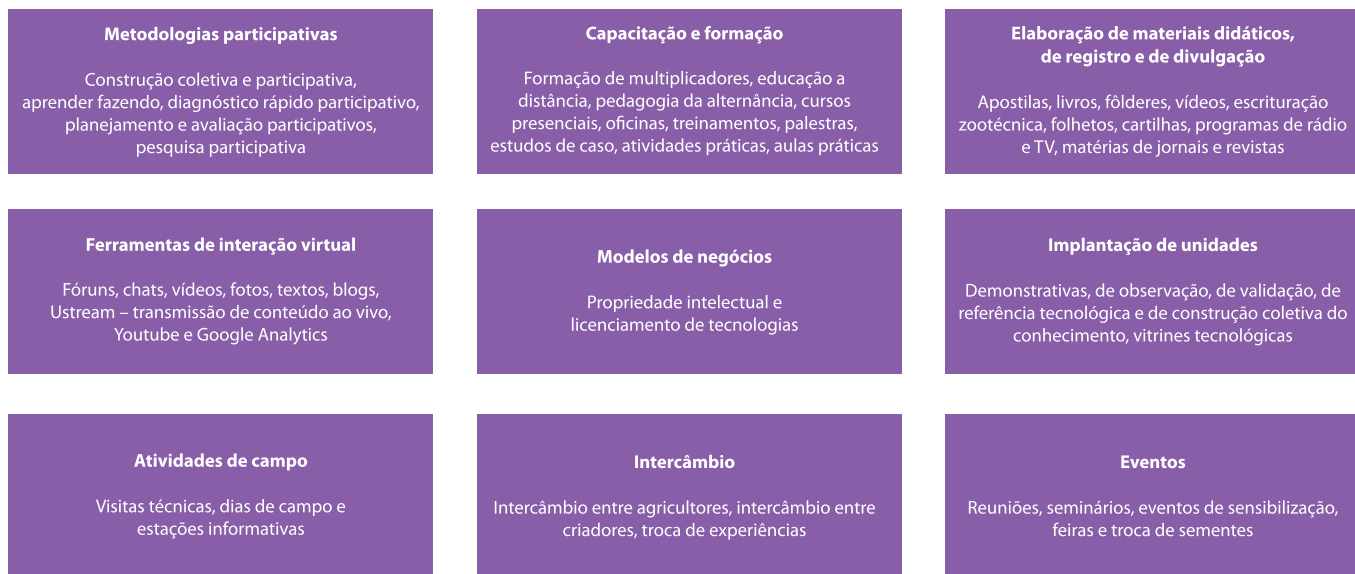 Metodologias participativas
Construção coletiva e participativa,
aprender fazendo, diagnóstico rápido participativo,
planejamento e avaliação participativos,
pesquisa participativa
Capacitação e formação
Formação de multiplicadores, educação a
distância, pedagogia da alternância, cursos
presenciais, oficinas, treinamentos, palestras,
estudos de caso, atividades práticas, aulas práticas
Elaboração de materiais didáticos,
de registro e de divulgação
Apostilas, livros, fôlderes, vídeos, escrituração
zootécnica, folhetos, cartilhas, programas de rádio
e TV, matérias de jornais e revistas
Ferramentas de interação virtual
Fóruns, chats, vídeos, fotos, textos, blogs,
Ustream – transmissão de conteúdo ao vivo,
Youtube e Google Analytics
Modelos de negócios
Propriedade intelectual e
licenciamento de tecnologias
Implantação de unidades
Demonstrativas, de observação, de validação, de
referência tecnológica e de construção coletiva do
conhecimento, vitrines tecnológicas
Atividades de campo
Visitas técnicas, dias de campo e
estações informativas
Intercâmbio
Intercâmbio entre agricultores, intercâmbio entre
criadores, troca de experiências
Eventos
Reuniões, seminários, eventos de sensibilização,
feiras e troca de sementes